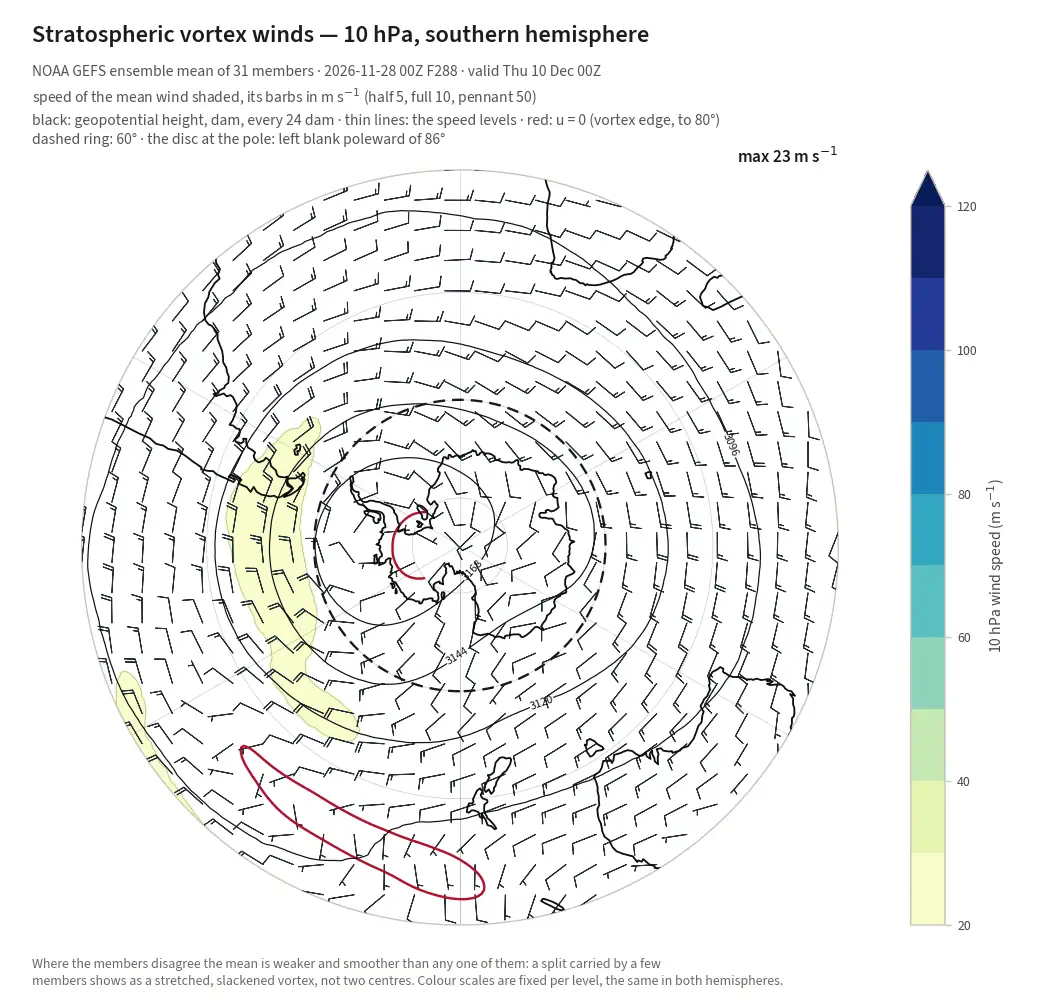 Stratospheric vortex winds — 10 hPa, southern hemisphere
NOAA GEFS ensemble mean of 31 members · 2026-11-28 00Z F288 · valid Thu 10 Dec 00Z
speed of the mean wind shaded, its barbs in m s⁻¹ (half 5, full 10, pennant 50)
black: geopotential height, dam, every 24 dam · thin lines: the speed levels · red: u = 0 (vortex edge, to 80°)
dashed ring: 60° · the disc at the pole: left blank poleward of 86°
max 23 m s⁻¹
120
100
80
60
40
20
10 hPa wind speed (m s⁻¹)
3096
3168
3144
3120
Where the members disagree the mean is weaker and smoother than any one of them: a split carried by a few
members shows as a stretched, slackened vortex, not two centres. Colour scales are fixed per level, the same in both hemispheres.